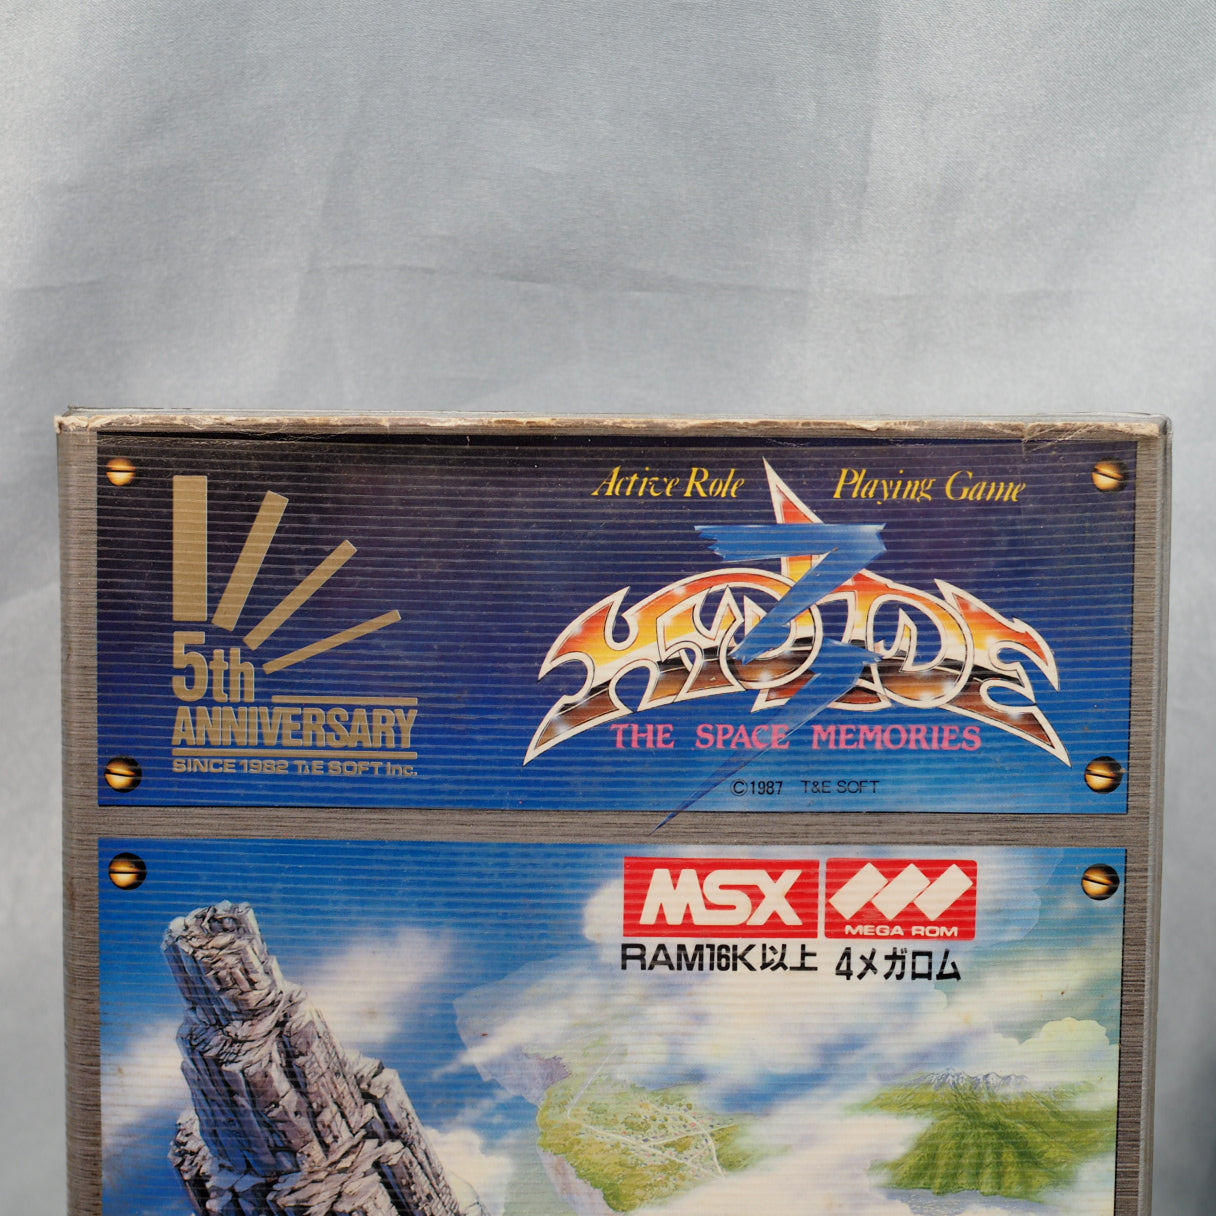 Active Role Playing Game
HYDLIDE 3
THE SPACE MEMORIES
©1987 T&E SOFT
5th
ANNIVERSARY
SINCE 1982 T&E SOFT Inc.
MSX
MEGA ROM
RAM16K以上 4メガロム